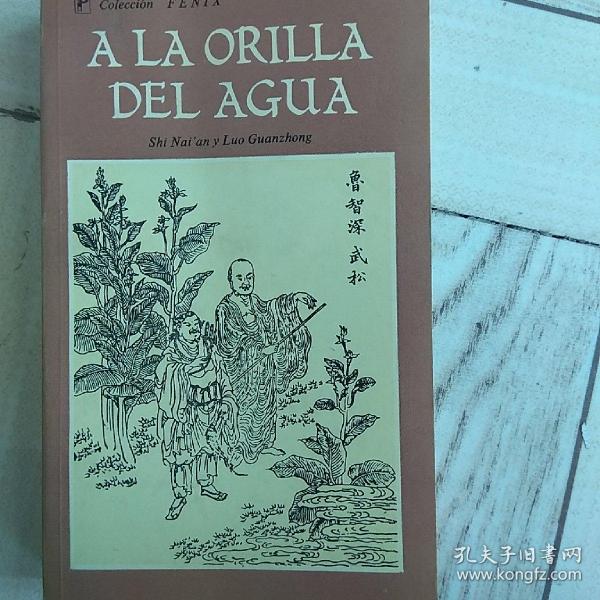 Colección FENIX
A LA ORILLA
DEL AGUA
Shi Nai'an y Luo Guanzhong
魯智深 武松
孔夫子旧书网
www.kongfz.com